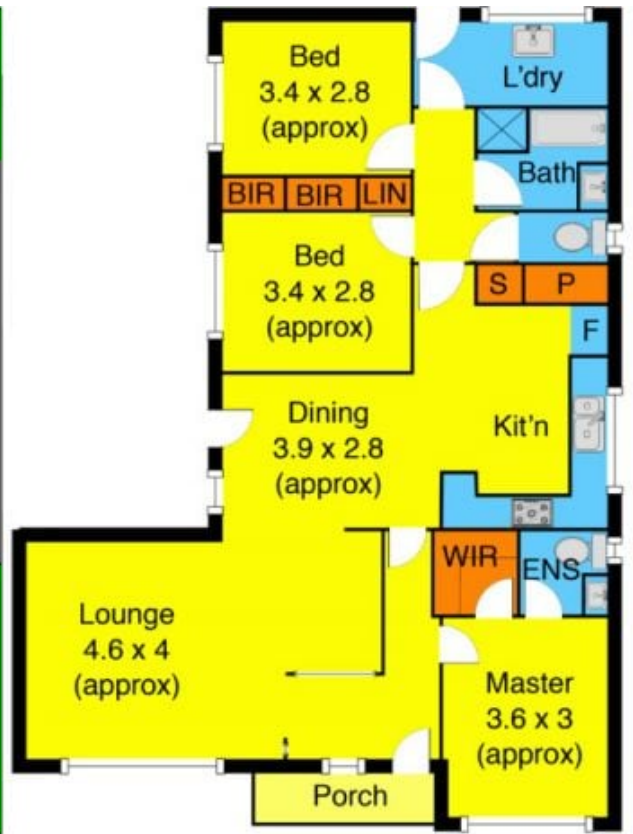 Bed
3.4 x 2.8
(approx)
L'dry
Bath
BIR BIR LIN
Bed
3.4 x 2.8
(approx)
S P
F
Dining
3.9 x 2.8
(approx)
Kit'n
WIR
ENS
Lounge
4.6 x 4
(approx)
Master
3.6 x 3
(approx)
Porch